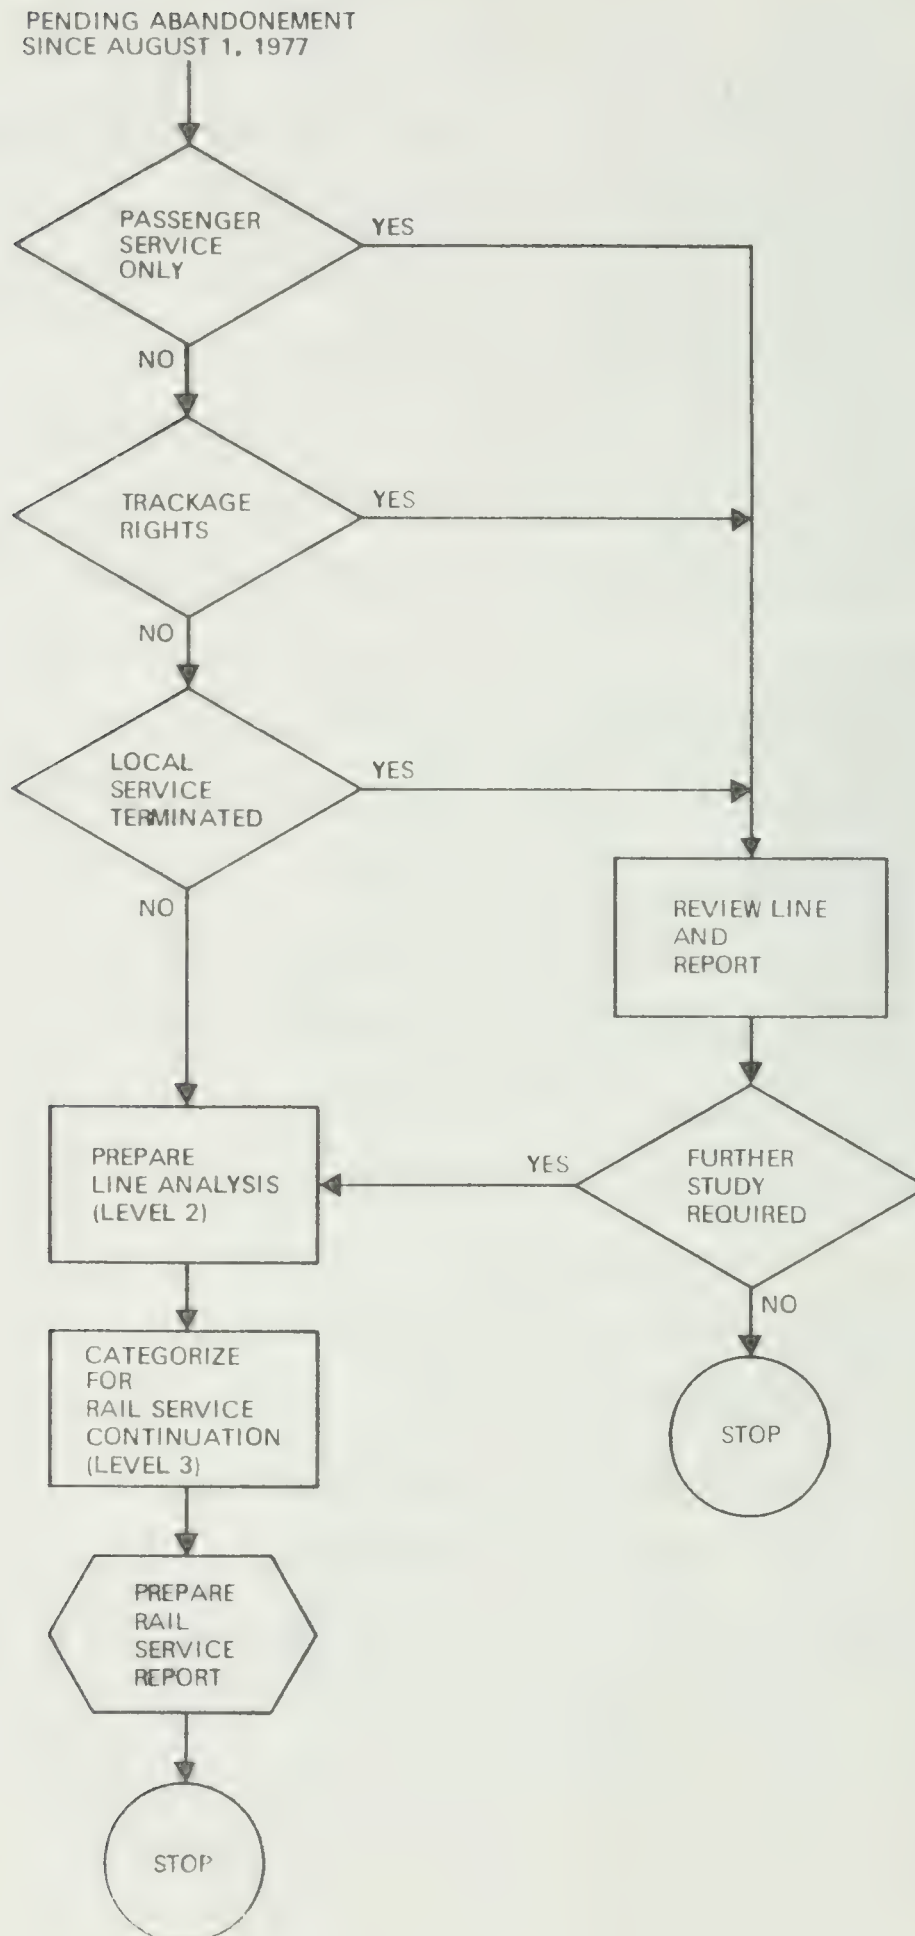 PENDING ABANDONEMENT
SINCE AUGUST 1, 1977
PASSENGER
SERVICE
ONLY
YES
NO
TRACKAGE
RIGHTS
YES
NO
LOCAL
SERVICE
TERMINATED
YES
NO
REVIEW LINE
AND
REPORT
PREPARE
LINE ANALYSIS
(LEVEL 2)
YES
FURTHER
STUDY
REQUIRED
NO
CATEGORIZE
FOR
RAIL SERVICE
CONTINUATION
(LEVEL 3)
STOP
PREPARE
RAIL
SERVICE
REPORT
STOP